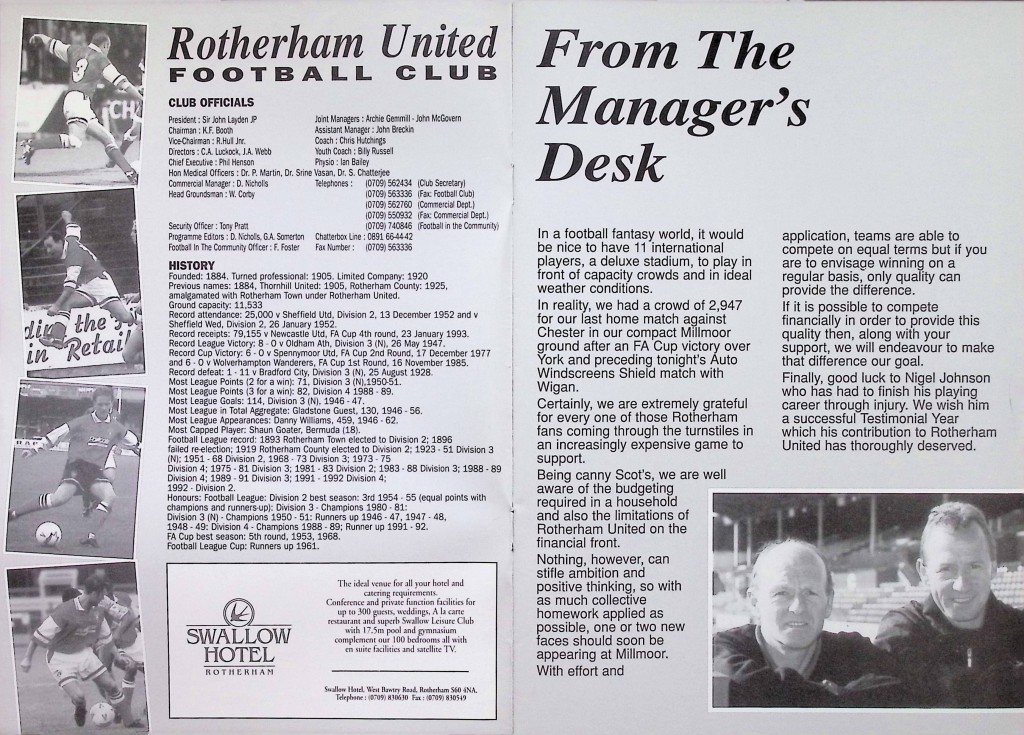 Rotherham United
FOOTBALL CLUB
CLUB OFFICIALS
President : Sir John Layden JP
Chairman : K.F. Booth
Vice-Chairman : R.Hull Jnr.
Directors : C.A. Luckock, J.A. Webb
Chief Executive : Phil Henson
Joint Managers : Archie Gemmill - John McGovern
Assistant Manager : John Breckin
Coach : Chris Hutchings
Youth Coach : Billy Russell
Physio : Ian Bailey
Hon Medical Officers : Dr. P. Martin, Dr. Srine Vasan, Dr. S. Chatterjee
Commercial Manager : D. Nicholls
Head Groundsman : W. Corby
Telephones : (0709) 562434 (Club Secretary)
(0709) 563336 (Fax: Football Club)
(0709) 562760 (Commercial Dept.)
(0709) 550932 (Fax: Commercial Dept.)
(0709) 740846 (Football in the Community)
Security Officer : Tony Pratt
Programme Editors : D. Nicholls, G.A. Somerton
Football In The Community Officer : F. Foster
Chatterbox Line : 0891 66-44-42
Fax Number : (0709) 563336
HISTORY
Founded: 1884. Turned professional: 1905. Limited Company: 1920
Previous names: 1884, Thornhill United: 1905, Rotherham County: 1925,
amalgamated with Rotherham Town under Rotherham United.
Ground capacity: 11,533
Record attendance: 25,000 v Sheffield Utd, Division 2, 13 December 1952 and v
Sheffield Wed, Division 2, 26 January 1952.
Record receipts: 79,155 v Newcastle Utd, FA Cup 4th round, 23 January 1993.
Record League Victory: 8 - O v Oldham Ath, Division 3 (N), 26 May 1947.
Record Cup Victory: 6 - O v Spennymoor Utd, FA Cup 2nd Round, 17 December 1977
and 6 - O v Wolverhampton Wanderers, FA Cup 1st Round, 16 November 1985.
Record defeat: 1 - 11 v Bradford City, Division 3 (N), 25 August 1928.
Most League Points (2 for a win): 71, Division 3 (N),1950-51.
Most League Points (3 for a win): 82, Division 4 1988 - 89.
Most League Goals: 114, Division 3 (N), 1946 - 47.
Most League in Total Aggregate: Gladstone Guest, 130, 1946 - 56.
Most League Appearances: Danny Williams, 459, 1946 - 62.
Most Capped Player: Shaun Goater, Bermuda (18).
Football League record: 1893 Rotherham Town elected to Division 2; 1896
failed re-election; 1919 Rotherham County elected to Division 2; 1923 - 51 Division 3
(N); 1951 - 68 Division 2, 1968 - 73 Division 3; 1973 - 75
Division 4; 1975 - 81 Division 3; 1981 - 83 Division 2; 1983 - 88 Division 3; 1988 - 89
Division 4; 1989 - 91 Division 3; 1991 - 1992 Division 4;
1992 - Division 2.
Honours: Football League: Division 2 best season: 3rd 1954 - 55 (equal points with
champions and runners-up): Division 3 - Champions 1980 - 81:
Division 3 (N) - Champions 1950 - 51: Runners up 1946 - 47, 1947 - 48,
1948 - 49: Division 4 - Champions 1988 - 89; Runner up 1991 - 92.
FA Cup best season: 5th round, 1953, 1968.
Football League Cup: Runners up 1961.
SWALLOW
HOTEL
ROTHERHAM
The ideal venue for all your hotel and
catering requirements.
Conference and private function facilities for
up to 300 guests, weddings, A la carte
restaurant and superb Swallow Leisure Club
with 17.5m pool and gymnasium
complement our 100 bedrooms all with
en suite facilities and satellite TV.
Swallow Hotel, West Bawtry Road, Rotherham S60 4NA.
Telephone : (0709) 830630 Fax : (0709) 830549
From The
Manager's
Desk
In a football fantasy world, it would
be nice to have 11 international
players, a deluxe stadium, to play in
front of capacity crowds and in ideal
weather conditions.
In reality, we had a crowd of 2,947
for our last home match against
Chester in our compact Millmoor
ground after an FA Cup victory over
York and preceding tonight's Auto
Windscreens Shield match with
Wigan.
Certainly, we are extremely grateful
for every one of those Rotherham
fans coming through the turnstiles in
an increasingly expensive game to
support.
Being canny Scot's, we are well
aware of the budgeting
required in a household
and also the limitations of
Rotherham United on the
financial front.
Nothing, however, can
stifle ambition and
positive thinking, so with
as much collective
homework applied as
possible, one or two new
faces should soon be
appearing at Millmoor.
With effort and
application, teams are able to
compete on equal terms but if you
are to envisage winning on a
regular basis, only quality can
provide the difference.
If it is possible to compete
financially in order to provide this
quality then, along with your
support, we will endeavour to make
that difference our goal.
Finally, good luck to Nigel Johnson
who has had to finish his playing
career through injury. We wish him
a successful Testimonial Year
which his contribution to Rotherham
United has thoroughly deserved.
3
CH
the
in Retail